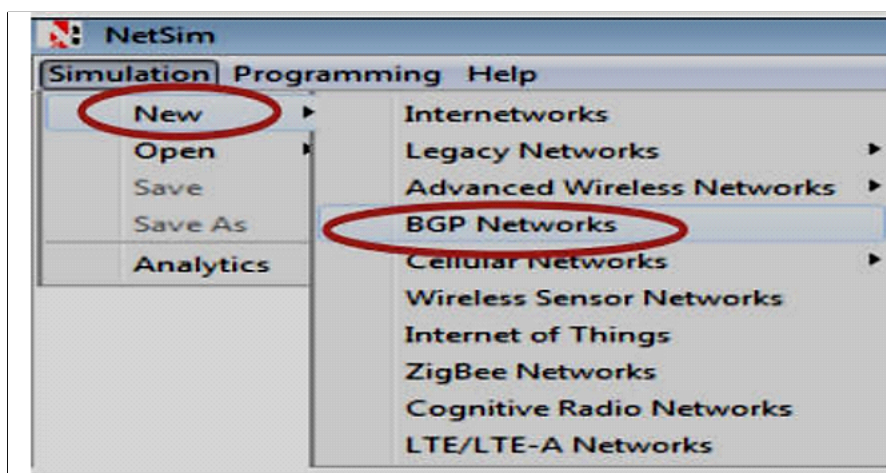 NetSim
Simulation Programming Help
New
Open
Save
Save As
Analytics
Internetworks
Legacy Networks
Advanced Wireless Networks
BGP Networks
Cellular Networks
Wireless Sensor Networks
Internet of Things
ZigBee Networks
Cognitive Radio Networks
LTE/LTE-A Networks